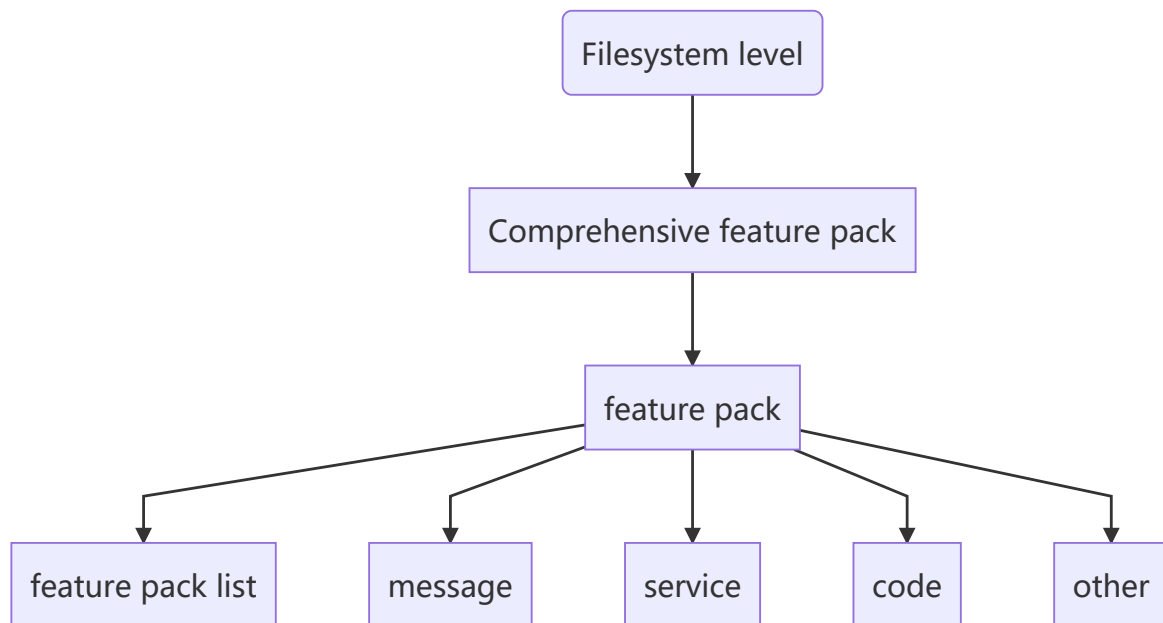 Filesystem level
Comprehensive feature pack
feature pack
feature pack list
message
service
code
other